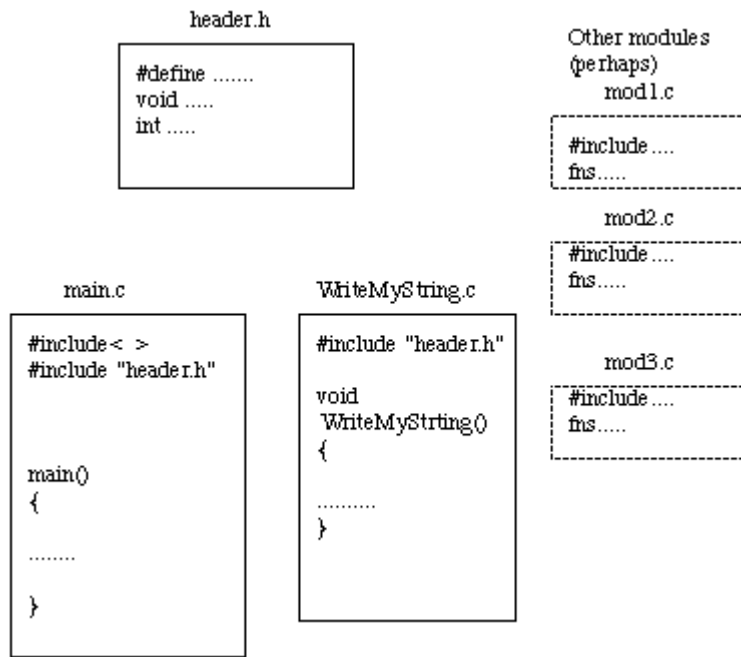 header.h
#define .......
void .....
int .....
Other modules
(perhaps)
mod1.c
#include ....
fns.....
mod2.c
#include ....
fns.....
mod3.c
#include ....
fns.....
main.c
#include< >
#include "header.h"
main()
{
........
}
WriteMyString.c
#include "header.h"
void
WriteMyStrting()
{
..........
}